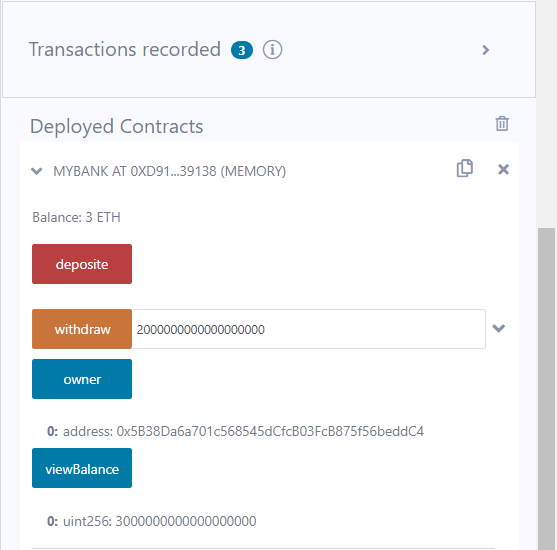 Transactions recorded 3 i
Deployed Contracts
MYBANK AT 0XD91...39138 (MEMORY)
Balance: 3 ETH
deposite
withdraw 2000000000000000000
owner
0: address: 0x5B38Da6a701c568545dCfcB03FcB875f56beddC4
viewBalance
0: uint256: 3000000000000000000